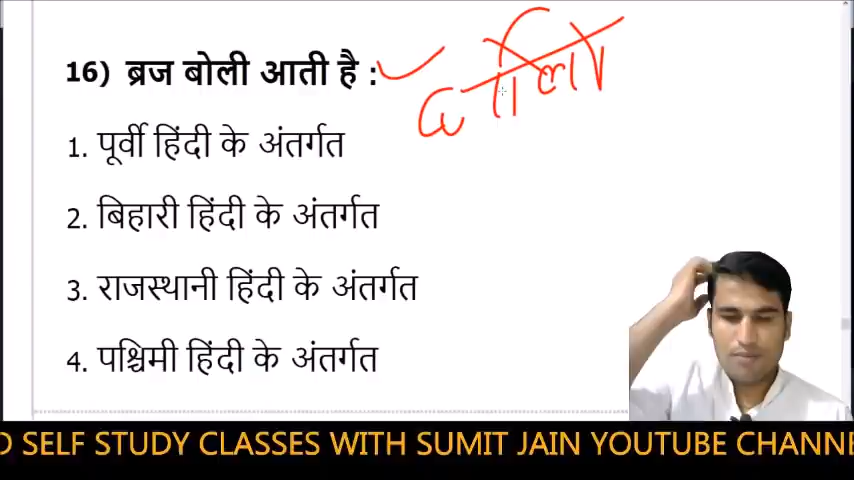 16) ब्रज बोली आती है :
1. पूर्वी हिंदी के अंतर्गत
2. बिहारी हिंदी के अंतर्गत
3. राजस्थानी हिंदी के अंतर्गत
4. पश्चिमी हिंदी के अंतर्गत
D SELF STUDY CLASSES WITH SUMIT JAIN YOUTUBE CHANNE